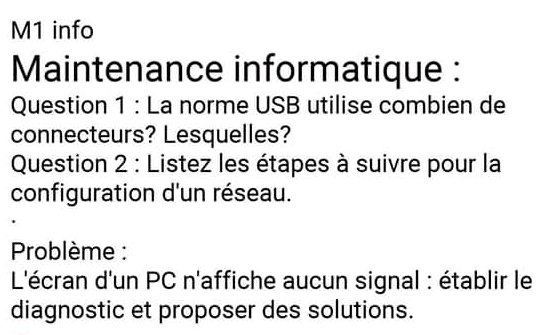 M1 info
Maintenance informatique :
Question 1 : La norme USB utilise combien de
connecteurs? Lesquelles?
Question 2 : Listez les étapes à suivre pour la
configuration d'un réseau.
.
Problème :
L'écran d'un PC n'affiche aucun signal : établir le
diagnostic et proposer des solutions.